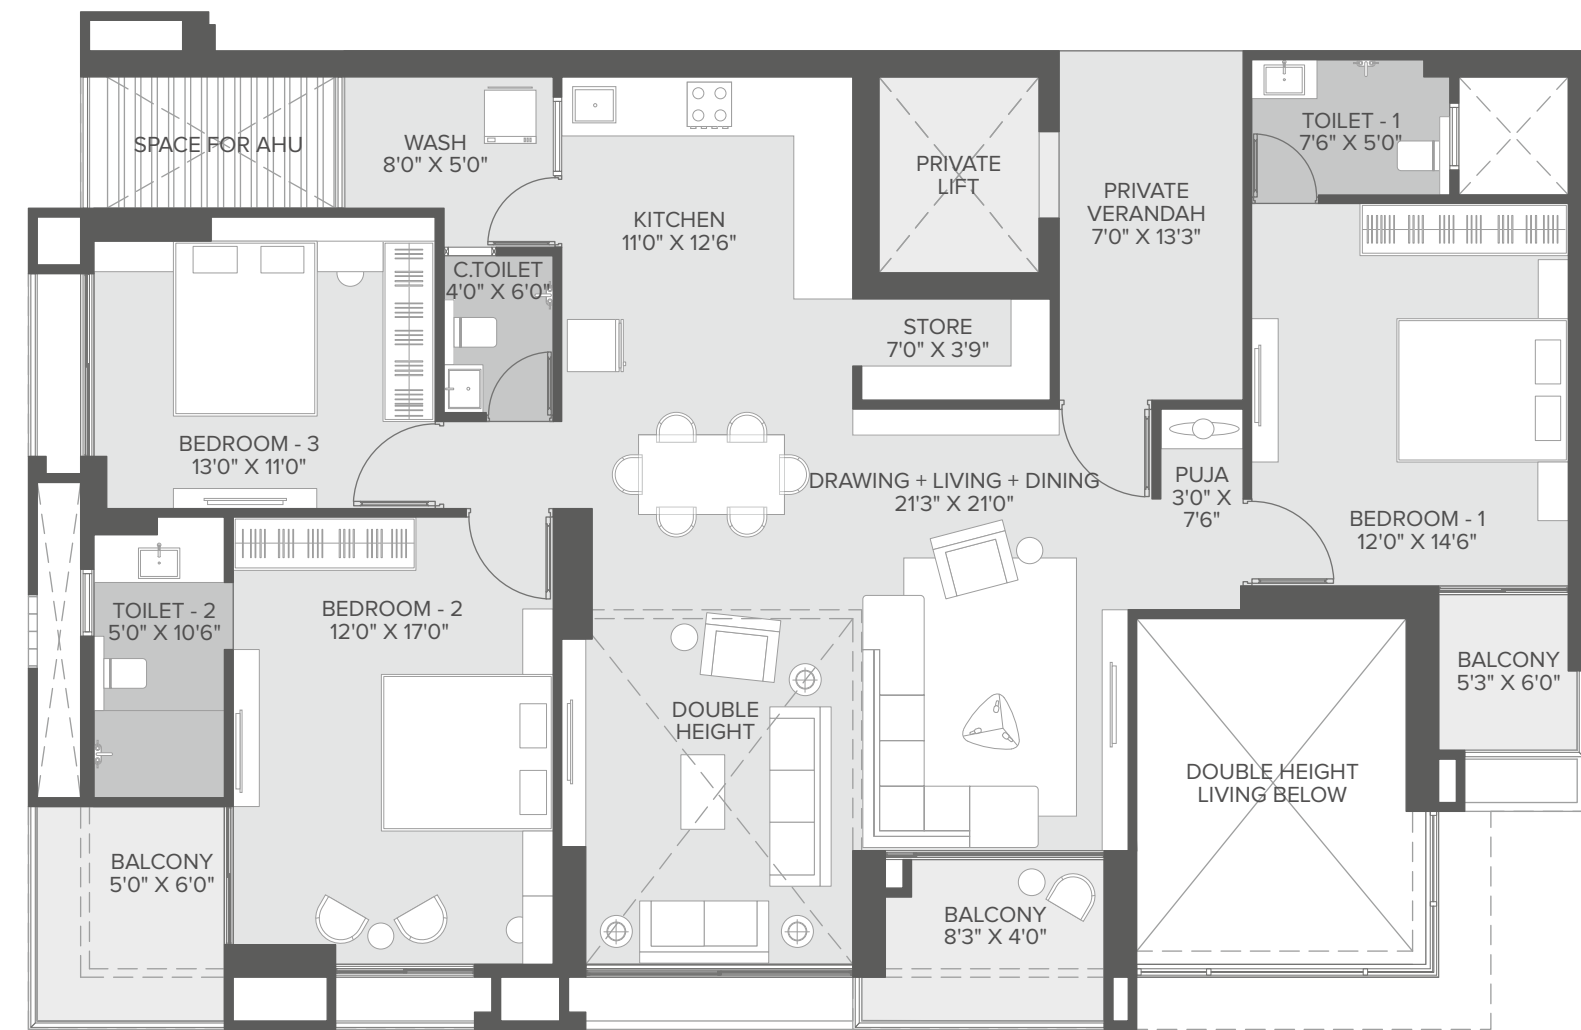 SPACE FOR AHU
WASH
8'0" X 5'0"
KITCHEN
11'0" X 12'6"
PRIVATE
LIFT
PRIVATE
VERANDAH
7'0" X 13'3"
TOILET - 1
7'6" X 5'0"
C.TOILET
4'0" X 6'0"
STORE
7'0" X 3'9"
BEDROOM - 3
13'0" X 11'0"
DRAWING + LIVING + DINING
21'3" X 21'0"
PUJA
3'0" X
7'6"
BEDROOM - 1
12'0" X 14'6"
TOILET - 2
5'0" X 10'6"
BEDROOM - 2
12'0" X 17'0"
DOUBLE
HEIGHT
BALCONY
5'3" X 6'0"
DOUBLE HEIGHT
LIVING BELOW
BALCONY
5'0" X 6'0"
BALCONY
8'3" X 4'0"